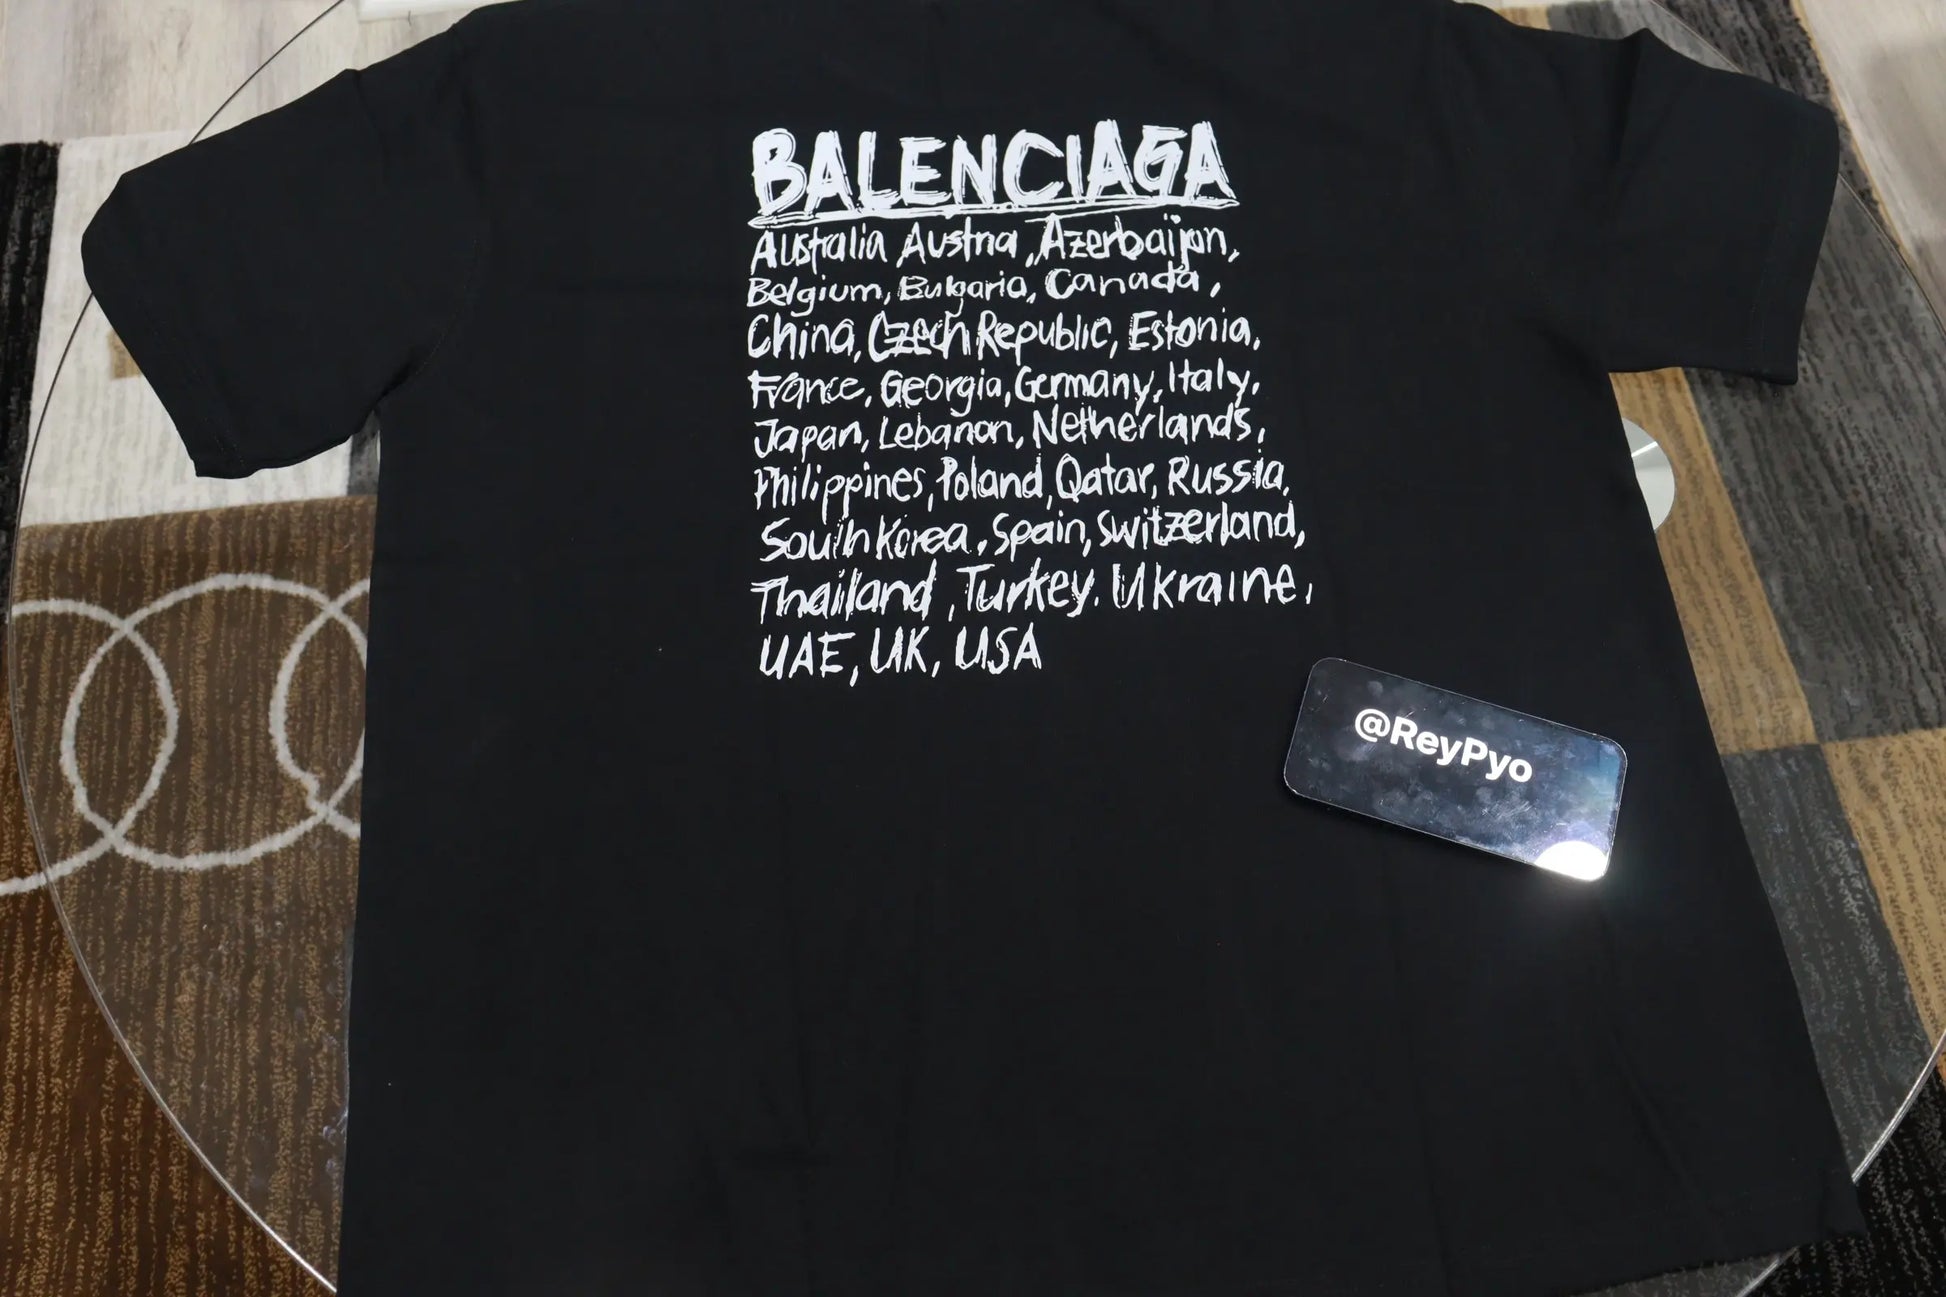 BALENCIAGA
Australia Austria, Azerbaijan,
Belgium, Bulgaria, Canada,
China, Czech Republic, Estonia,
France, Georgia, Germany, Italy,
Japan, Lebanon, Netherlands,
Philippines, Poland, Qatar, Russia,
South Korea, Spain, Switzerland,
Thailand, Turkey. Ukraine,
UAE, UK, USA
@ReyPyo